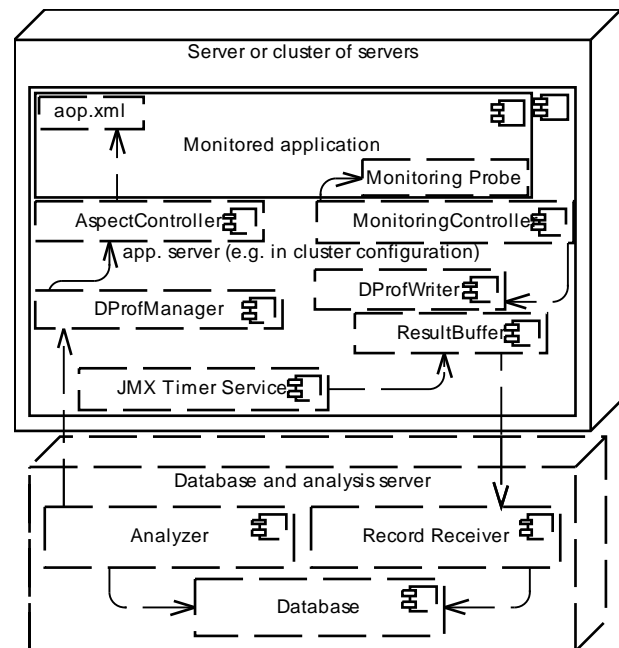 Server or cluster of servers
aop.xml
Monitored application
Monitoring Probe
AspectController
MonitoringController
app. server (e.g. in cluster configuration)
DProfWriter
DProfManager
ResultBuffer
JMX Timer Service
Database and analysis server
Analyzer
Record Receiver
Database